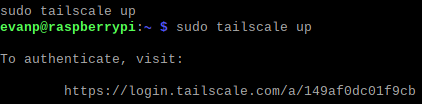 sudo tailscale up
evanp@raspberrypi:~ $ sudo tailscale up
To authenticate, visit:
https://login.tailscale.com/a/149af0dc01f9cb